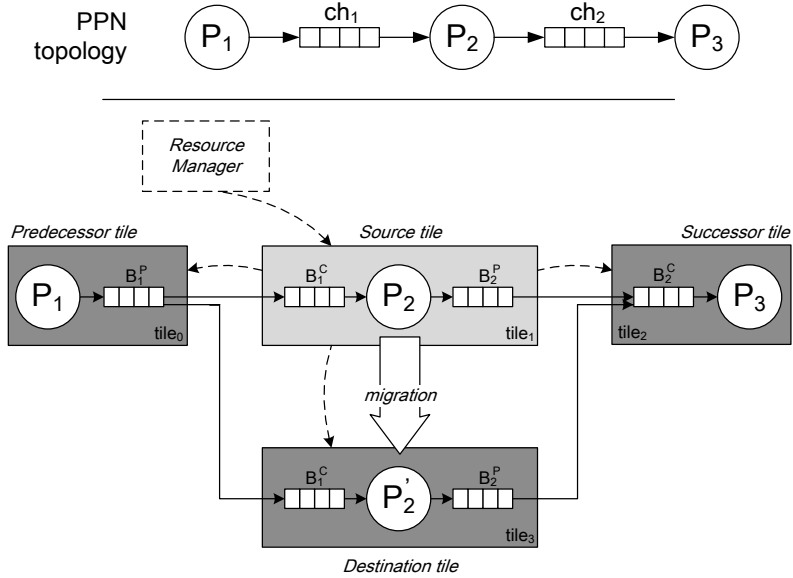 PPN
topology
P1
ch1
P2
ch2
P3
Resource
Manager
Predecessor tile
Source tile
Successor tile
P1
B1P
tile0
B1C
P2
B2P
tile1
B2C
P3
tile2
migration
B1C
P2'
B2P
tile3
Destination tile